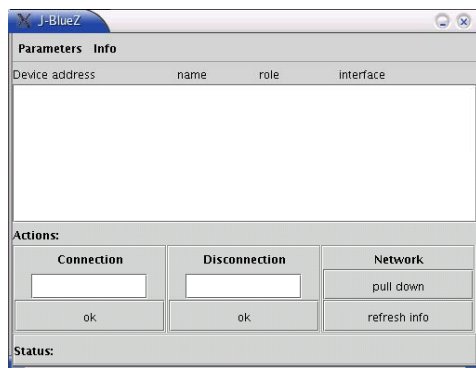 J-BlueZ
Parameters Info
Device address name role interface
Actions:
Connection Disconnection Network
pull down
ok ok refresh info
Status: